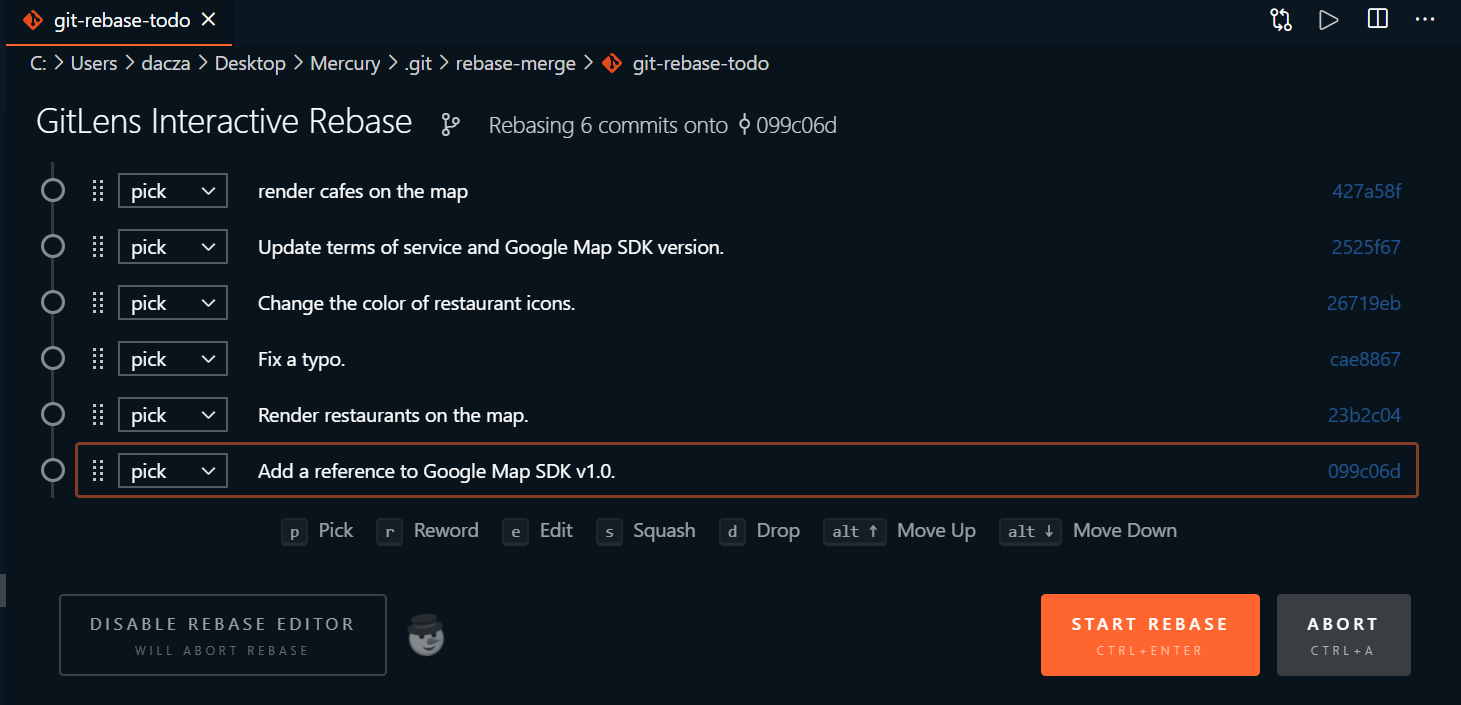 git-rebase-todo
C: > Users > dacza > Desktop > Mercury > .git > rebase-merge > git-rebase-todo
GitLens Interactive Rebase Rebasing 6 commits onto 099c06d
pick render cafes on the map 427a58f
pick Update terms of service and Google Map SDK version. 2525f67
pick Change the color of restaurant icons. 26719eb
pick Fix a typo. cae8867
pick Render restaurants on the map. 23b2c04
pick Add a reference to Google Map SDK v1.0. 099c06d
p Pick r Reword e Edit s Squash d Drop alt ↑ Move Up alt ↓ Move Down
DISABLE REBASE EDITOR START REBASE ABORT
WILL ABORT REBASE CTRL+ENTER CTRL+A